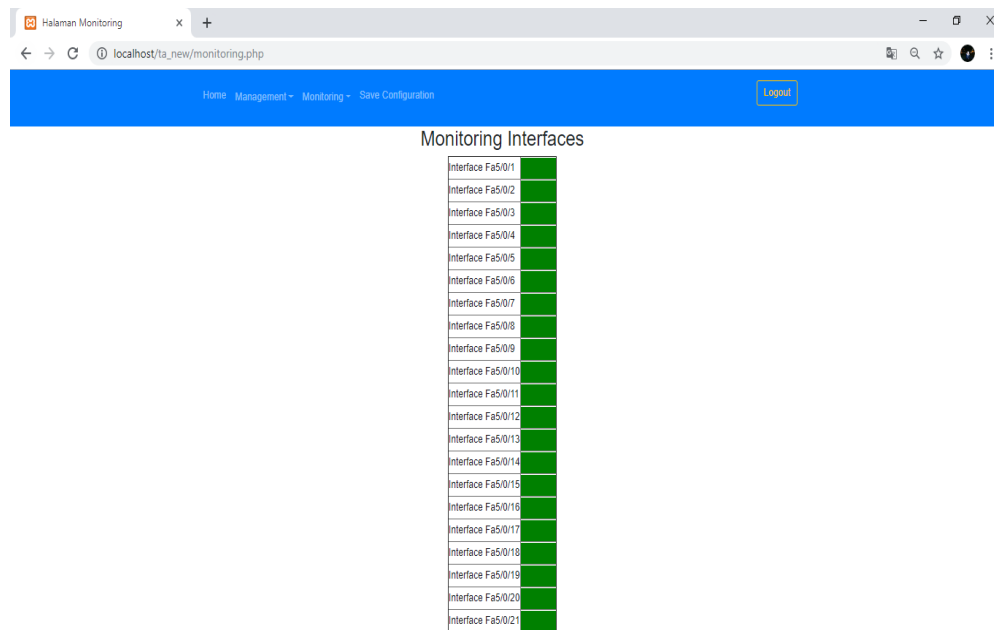 Halaman Monitoring
localhost/ta_new/monitoring.php
Home Management Monitoring Save Configuration Logout
Monitoring Interfaces
Interface Fa5/0/1
Interface Fa5/0/2
Interface Fa5/0/3
Interface Fa5/0/4
Interface Fa5/0/5
Interface Fa5/0/6
Interface Fa5/0/7
Interface Fa5/0/8
Interface Fa5/0/9
Interface Fa5/0/10
Interface Fa5/0/11
Interface Fa5/0/12
Interface Fa5/0/13
Interface Fa5/0/14
Interface Fa5/0/15
Interface Fa5/0/16
Interface Fa5/0/17
Interface Fa5/0/18
Interface Fa5/0/19
Interface Fa5/0/20
Interface Fa5/0/21